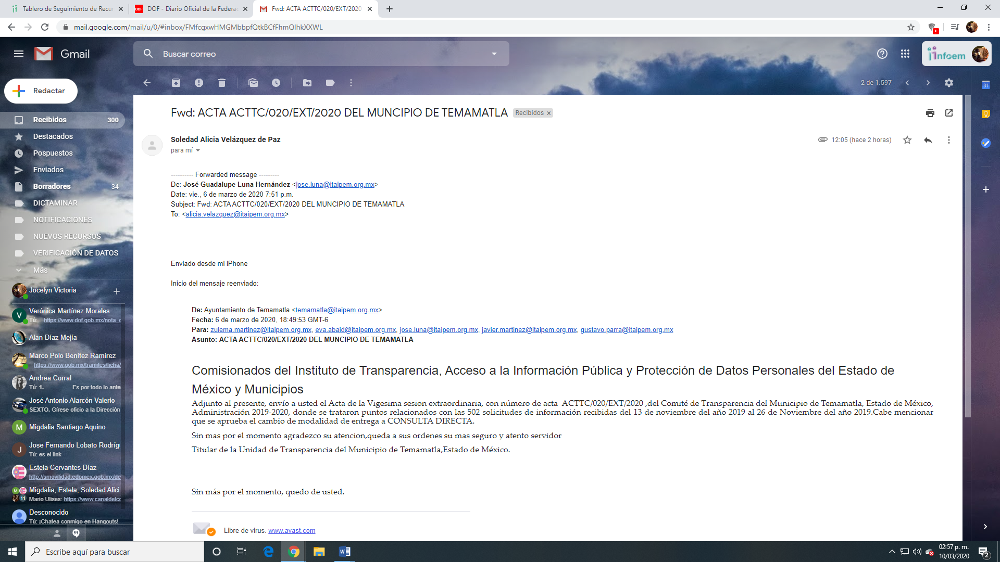 Tablero de Seguimiento de Recur
DOF - Diario Oficial de la Federac
Fwd: ACTA ACTTC/020/EXT/2020
mail.google.com/mail/u/0/#inbox/FMfcgxwHMGMbbpfQtkBCfFhmQlhkXXWL
Gmail
Buscar correo
iinfoem
Redactar
2 de 1.597
31
Recibidos 300
Destacados
Pospuestos
Enviados
Borradores 34
DICTAMINAR
NOTIFICACIONES
NUEVOS RECURSOS
VERIFICACIÓN DE DATOS
Más
Jocelyn Victoria
V
Verónica Martínez Morales
Tú: https://www.dof.gob.mx/nota_c
Alan Díaz Mejía
Marco Polo Benítez Ramírez
https://www.gob.mx/tramites/ficha/
Andrea Corral
Tú: 1. Es por todo lo ante
José Antonio Alarcón Valerio
SEXTO. Gírese oficio a la Dirección
M
Migdalia Santiago Aquino
J
Jose Fernando Lobato Rodríg
Tú: es el link
Estela Cervantes Díaz
http://smovilidad.edomex.gob.mx/de
M
11
Migdalia, Estela, Soledad Alici
Mario Ulises: https://www.canaldelco
Desconocido
Tú: ¡Chatea conmigo en Hangouts!
Fwd: ACTA ACTTC/020/EXT/2020 DEL MUNCIPIO DE TEMAMATLA
Recibidos x
Soledad Alicia Velázquez de Paz
12:05 (hace 2 horas)
para mí
---------- Forwarded message ---------
De: José Guadalupe Luna Hernández <jose.luna@itaipem.org.mx>
Date: vie., 6 de marzo de 2020 7:51 p.m.
Subject: Fwd: ACTA ACTTC/020/EXT/2020 DEL MUNCIPIO DE TEMAMATLA
To: <alicia.velazquez@itaipem.org.mx>
Enviado desde mi iPhone
Inicio del mensaje reenviado:
De: Ayuntamiento de Temamatla <temamatla@itaipem.org.mx>
Fecha: 6 de marzo de 2020, 18:49:53 GMT-6
Para: zulema.martinez@itaipem.org.mx, eva.abaid@itaipem.org.mx, jose.luna@itaipem.org.mx, javier.martinez@itaipem.org.mx, gustavo.parra@itaipem.org.mx
Asunto: ACTA ACTTC/020/EXT/2020 DEL MUNCIPIO DE TEMAMATLA
Comisionados del Instituto de Transparencia, Acceso a la Información Pública y Protección de Datos Personales del Estado de
México y Municipios
Adjunto al presente, envío a usted el Acta de la Vigesima sesion extraordinaria, con número de acta ACTTC/020/EXT/2020 ,del Comité de Transparencia del Municipio de Temamatla, Estado de México,
Administración 2019-2020, donde se trataron puntos relacionados con las 502 solicitudes de información recibidas del 13 de noviembre del año 2019 al 26 de Noviembre del año 2019.Cabe mencionar
que se aprueba el cambio de modalidad de entrega a CONSULTA DIRECTA.
Sin mas por el momento agradezco su atencion,queda a sus ordenes su mas seguro y atento servidor
Titular de la Unidad de Transparencia del Municipio de Temamatla,Estado de México.
Sin más por el momento, quedo de usted.
Libre de virus. www.avast.com
Escribe aquí para buscar
02:57 p. m.
10/03/2020
2